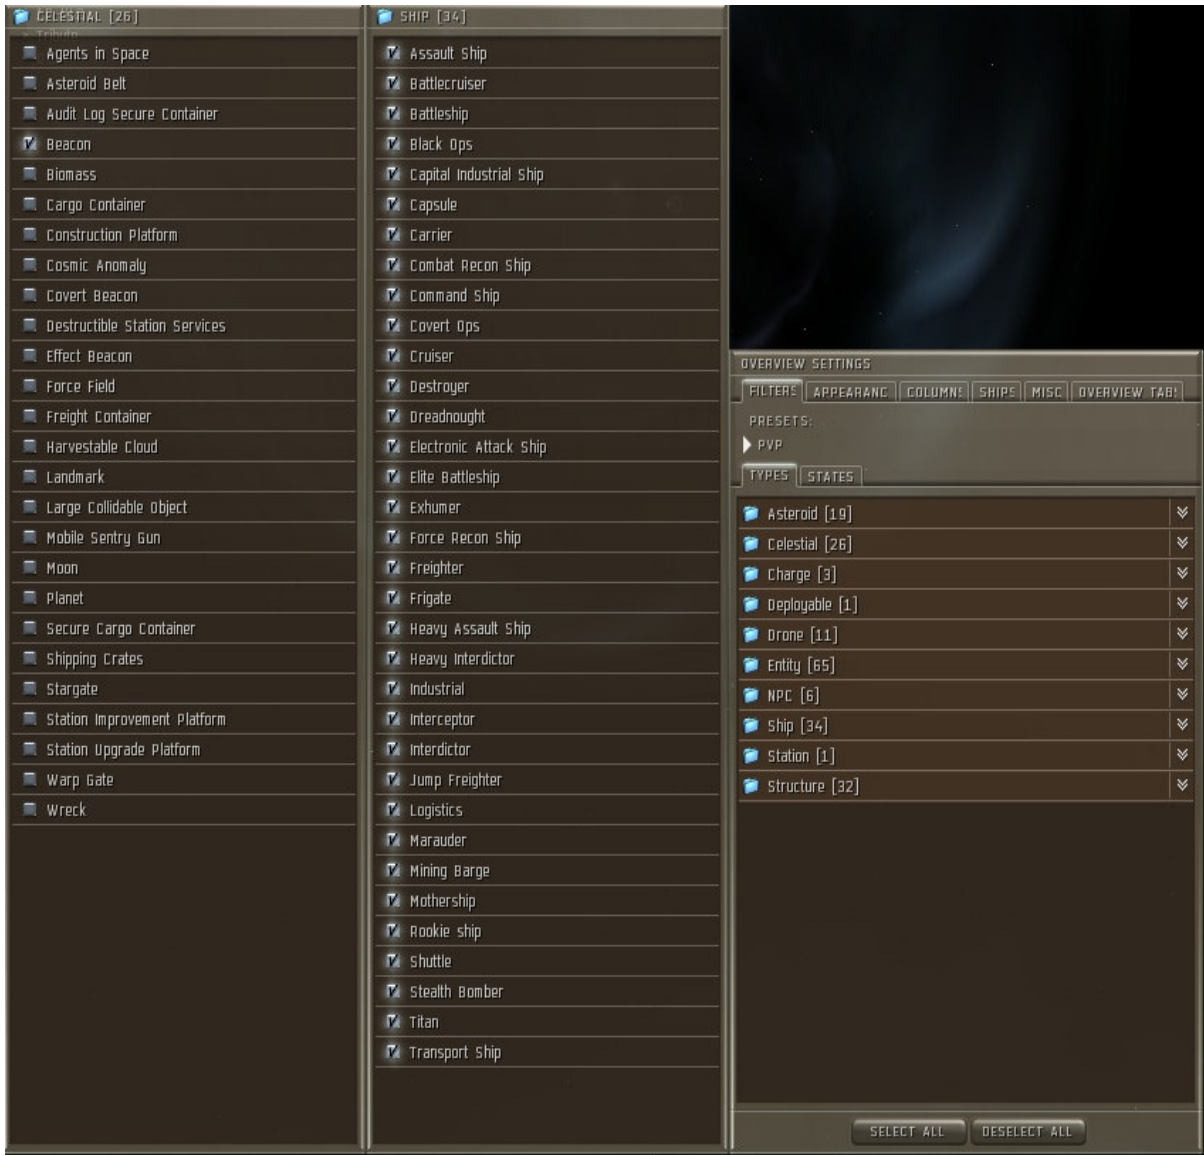 CELESTIAL [26]
> Tribute
Agents in Space
Asteroid Belt
Audit Log Secure Container
Beacon
Biomass
Cargo Container
Construction Platform
Cosmic Anomaly
Covert Beacon
Destructible Station Services
Effect Beacon
Force Field
Freight Container
Harvestable Cloud
Landmark
Large Collidable Object
Mobile Sentry Gun
Moon
Planet
Secure Cargo Container
Shipping Crates
Stargate
Station Improvement Platform
Station Upgrade Platform
Warp Gate
Wreck
SHIP [34]
Assault Ship
Battlecruiser
Battleship
Black Ops
Capital Industrial Ship
Capsule
Carrier
Combat Recon Ship
Command Ship
Covert Ops
Cruiser
Destroyer
Dreadnought
Electronic Attack Ship
Elite Battleship
Exhumer
Force Recon Ship
Freighter
Frigate
Heavy Assault Ship
Heavy Interdictor
Industrial
Interceptor
Interdictor
Jump Freighter
Logistics
Marauder
Mining Barge
Mothership
Rookie ship
Shuttle
Stealth Bomber
Titan
Transport Ship
OVERVIEW SETTINGS
FILTERS APPEARANC COLUMNS SHIPS MISC OVERVIEW TABS
PRESETS:
PVP
TYPES STATES
Asteroid [19]
Celestial [26]
Charge [3]
Deployable [1]
Drone [11]
Entity [65]
NPC [6]
Ship [34]
Station [1]
Structure [32]
SELECT ALL DESELECT ALL